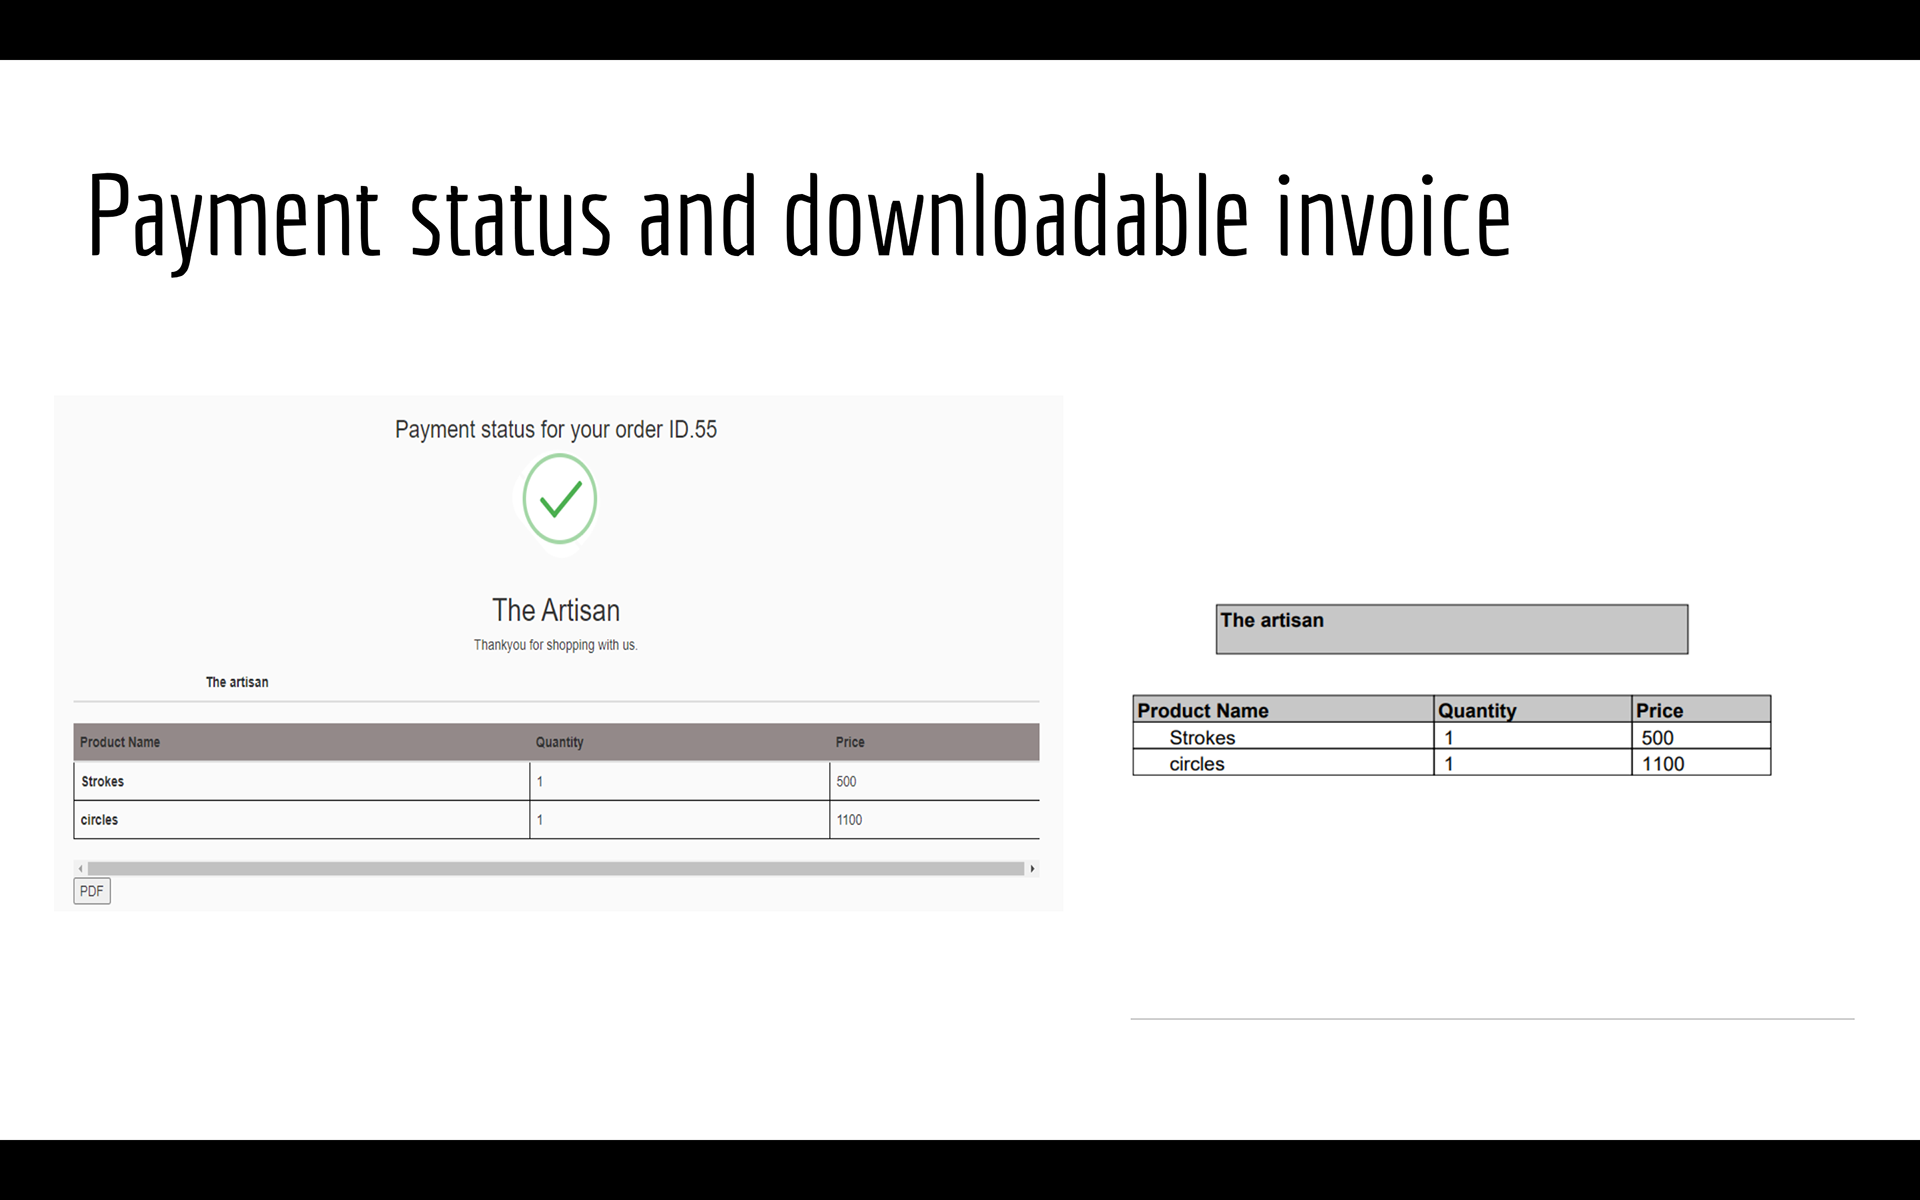 Payment status and downloadable invoice
Payment status for your order ID.55
The Artisan
Thankyou for shopping with us.
The artisan
Product Name Quantity Price
Strokes 1 500
circles 1 1100
PDF
The artisan
Product Name Quantity Price
Strokes 1 500
circles 1 1100